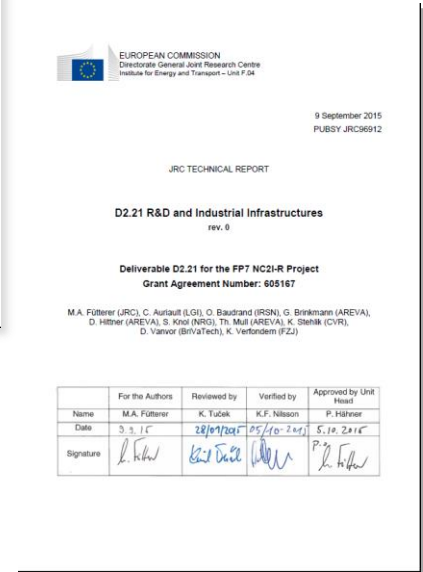 EUROPEAN COMMISSION
Directorate General Joint Research Centre
Institute for Energy and Transport – Unit F.04
9 September 2015
PUBSY JRC96912
JRC TECHNICAL REPORT
D2.21 R&D and Industrial Infrastructures
rev. 0
Deliverable D2.21 for the FP7 NC2I-R Project
Grant Agreement Number: 605167
M.A. Fütterer (JRC), C. Auriault (LGI), O. Baudrand (IRSN), G. Brinkmann (AREVA),
D. Hittner (AREVA), S. Knol (NRG), Th. Mull (AREVA), K. Stehlik (CVR),
D. Vanvor (BriVaTech), K. Verfondern (FZJ)
For the Authors Reviewed by Verified by Approved by Unit Head
Name M.A. Fütterer K. Tuček K.F. Nilsson P. Hähner
Date 9.9.15 28/09/2015 05/10-2015 5.10.2015
Signature